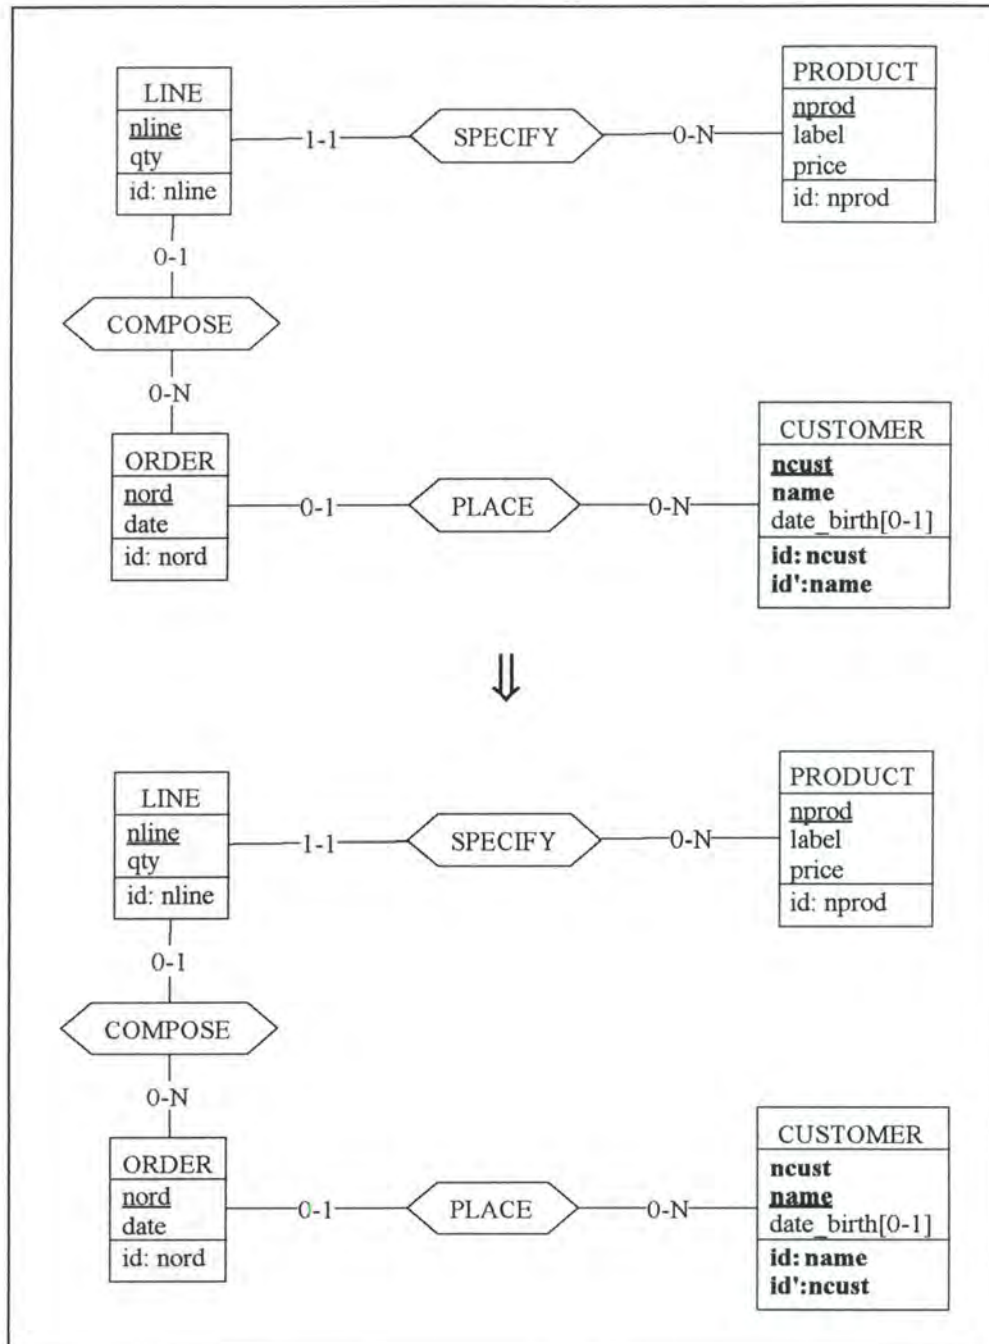 LINE
nline
qty
id: nline
1-1
SPECIFY
0-N
PRODUCT
nprod
label
price
id: nprod
0-1
COMPOSE
0-N
ORDER
nord
date
id: nord
0-1
PLACE
0-N
CUSTOMER
ncust
name
date_birth[0-1]
id: ncust
id':name
⇓
LINE
nline
qty
id: nline
1-1
SPECIFY
0-N
PRODUCT
nprod
label
price
id: nprod
0-1
COMPOSE
0-N
ORDER
nord
date
id: nord
0-1
PLACE
0-N
CUSTOMER
ncust
name
date_birth[0-1]
id: name
id':ncust